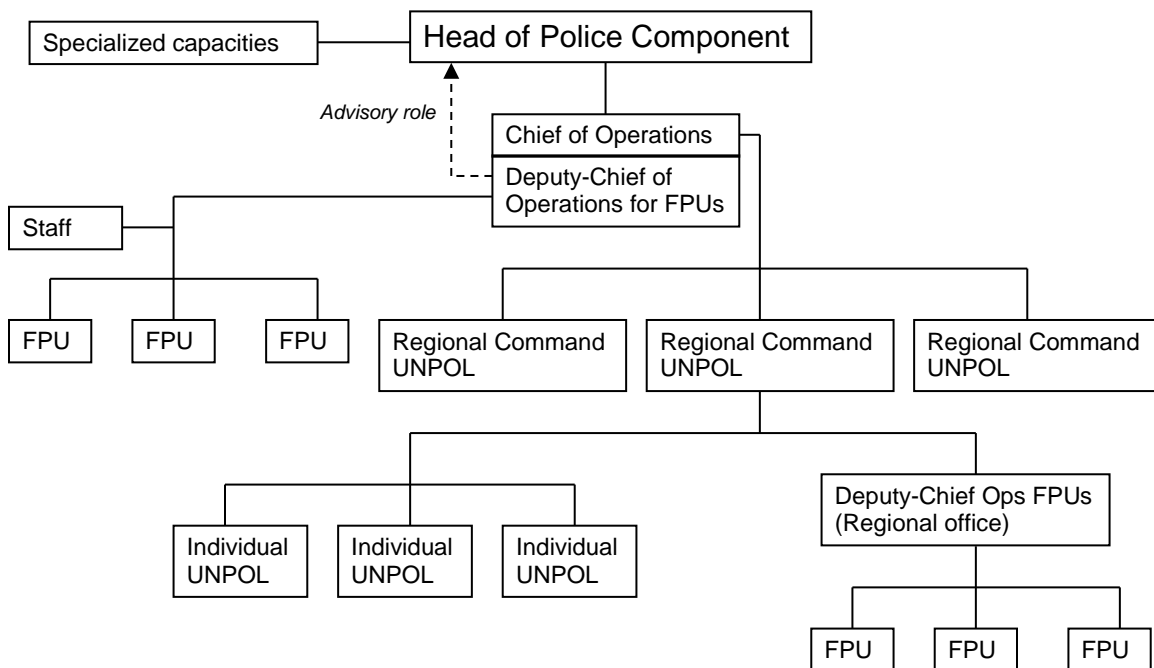 Specialized capacities
Head of Police Component
Advisory role
Chief of Operations
Deputy-Chief of
Operations for FPUs
Staff
FPU
FPU
FPU
Regional Command
UNPOL
Regional Command
UNPOL
Regional Command
UNPOL
Deputy-Chief Ops FPUs
(Regional office)
Individual
UNPOL
Individual
UNPOL
Individual
UNPOL
FPU
FPU
FPU